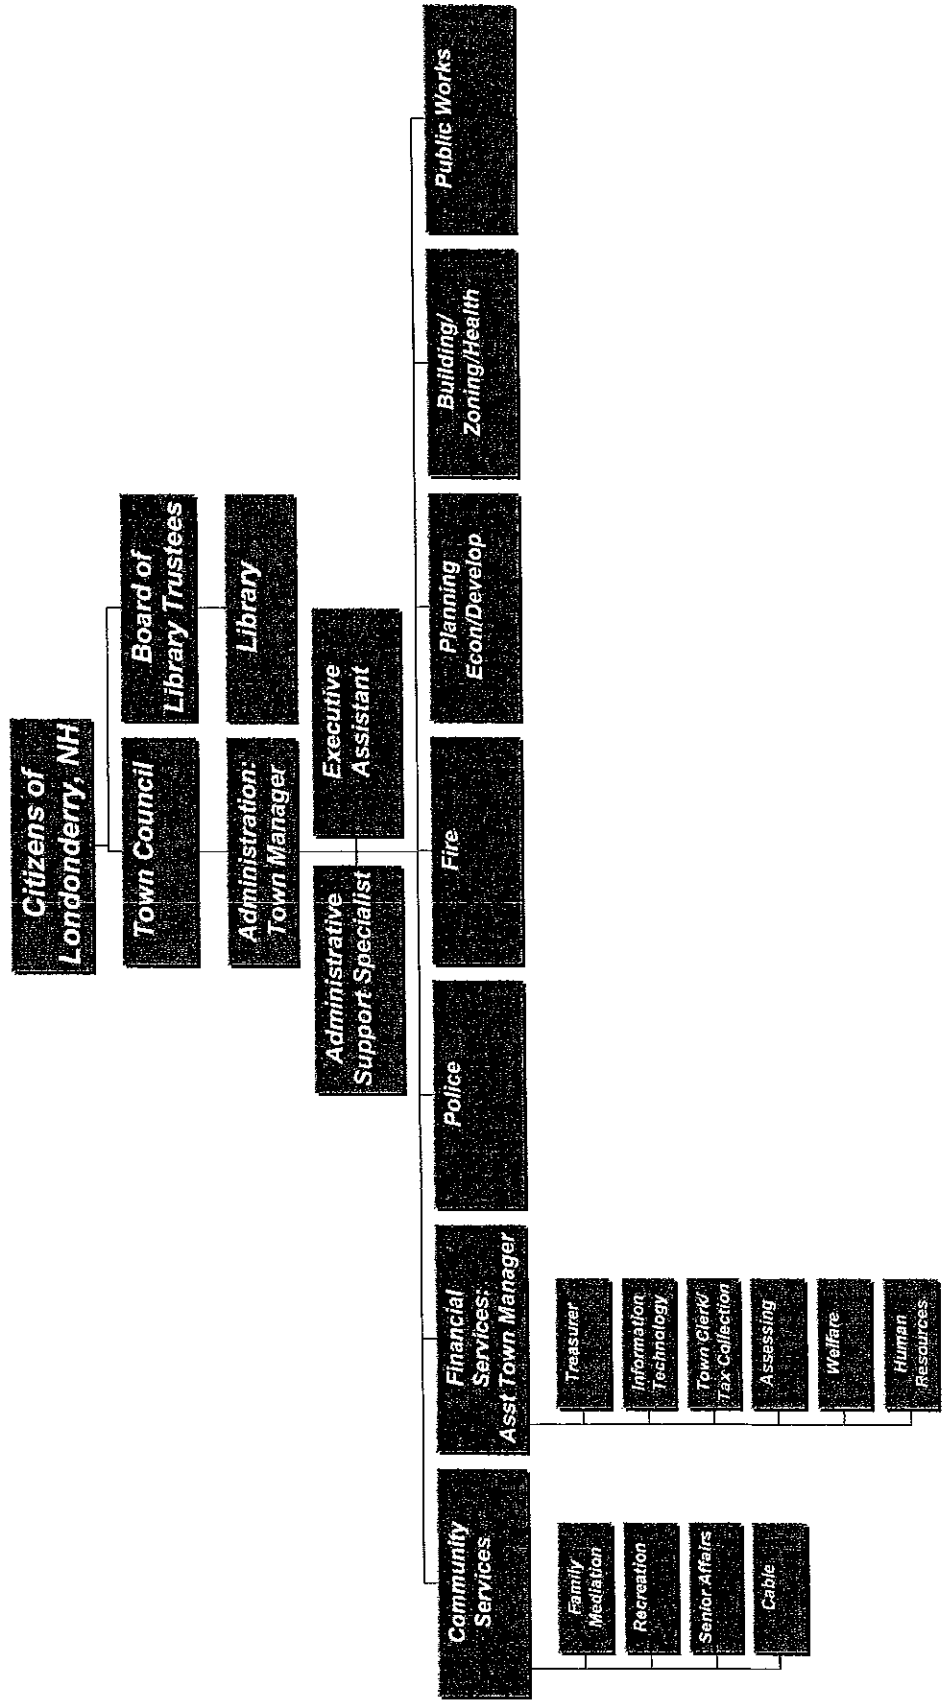 Citizens of
Londonderry, NH
Town Council
Board of
Library Trustees
Administration:
Town Manager
Library
Administrative
Support Specialist
Executive
Assistant
Community
Services
Financial
Services:
Asst Town Manager
Police
Fire
Planning
Econ/Develop
Building/
Zoning/Health
Public Works
Family
Mediation
Recreation
Senior Affairs
Cable
Treasurer
Information
Technology
Town Clerk/
Tax Collection
Assessing
Welfare
Human
Resources